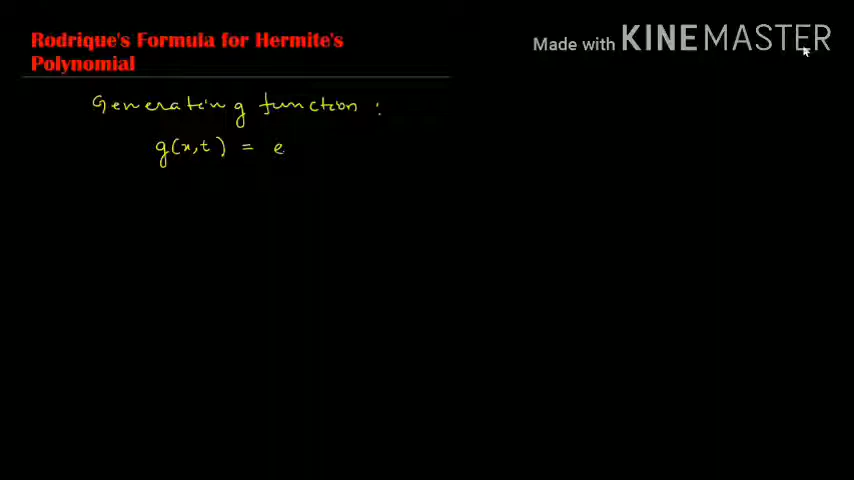 Rodrique's Formula for Hermite's
Polynomial
Made with KINEMASTER
Generating function :
g(x,t) = e